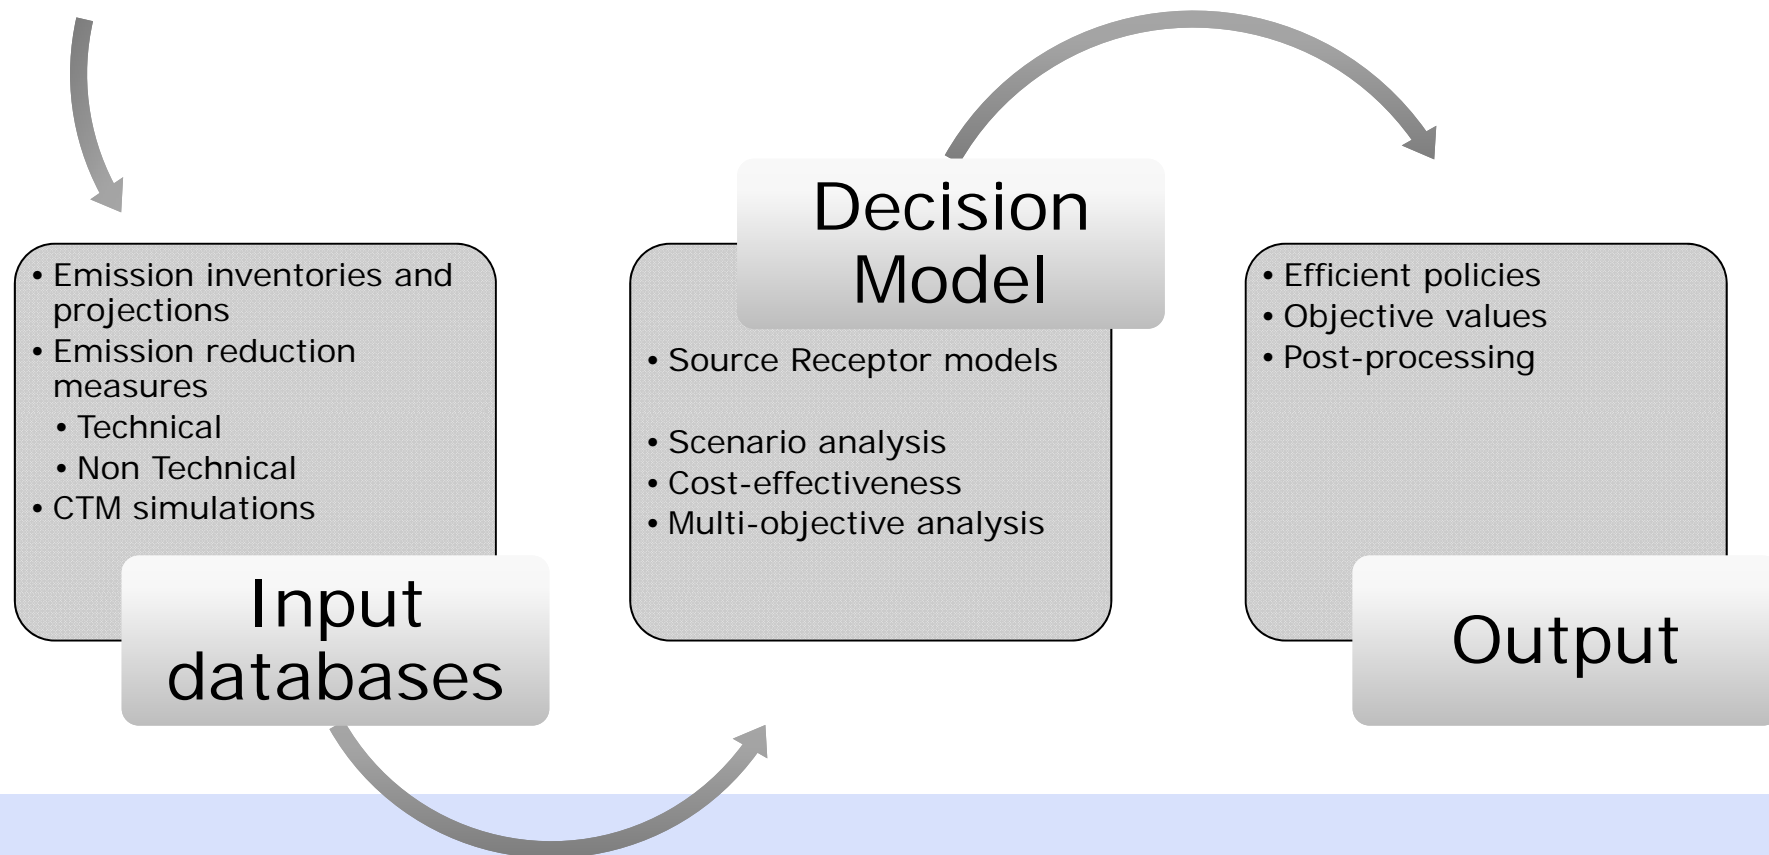 • Emission inventories and
projections
• Emission reduction
measures
• Technical
• Non Technical
• CTM simulations
Input
databases
Decision
Model
• Source Receptor models
• Scenario analysis
• Cost-effectiveness
• Multi-objective analysis
• Efficient policies
• Objective values
• Post-processing
Output